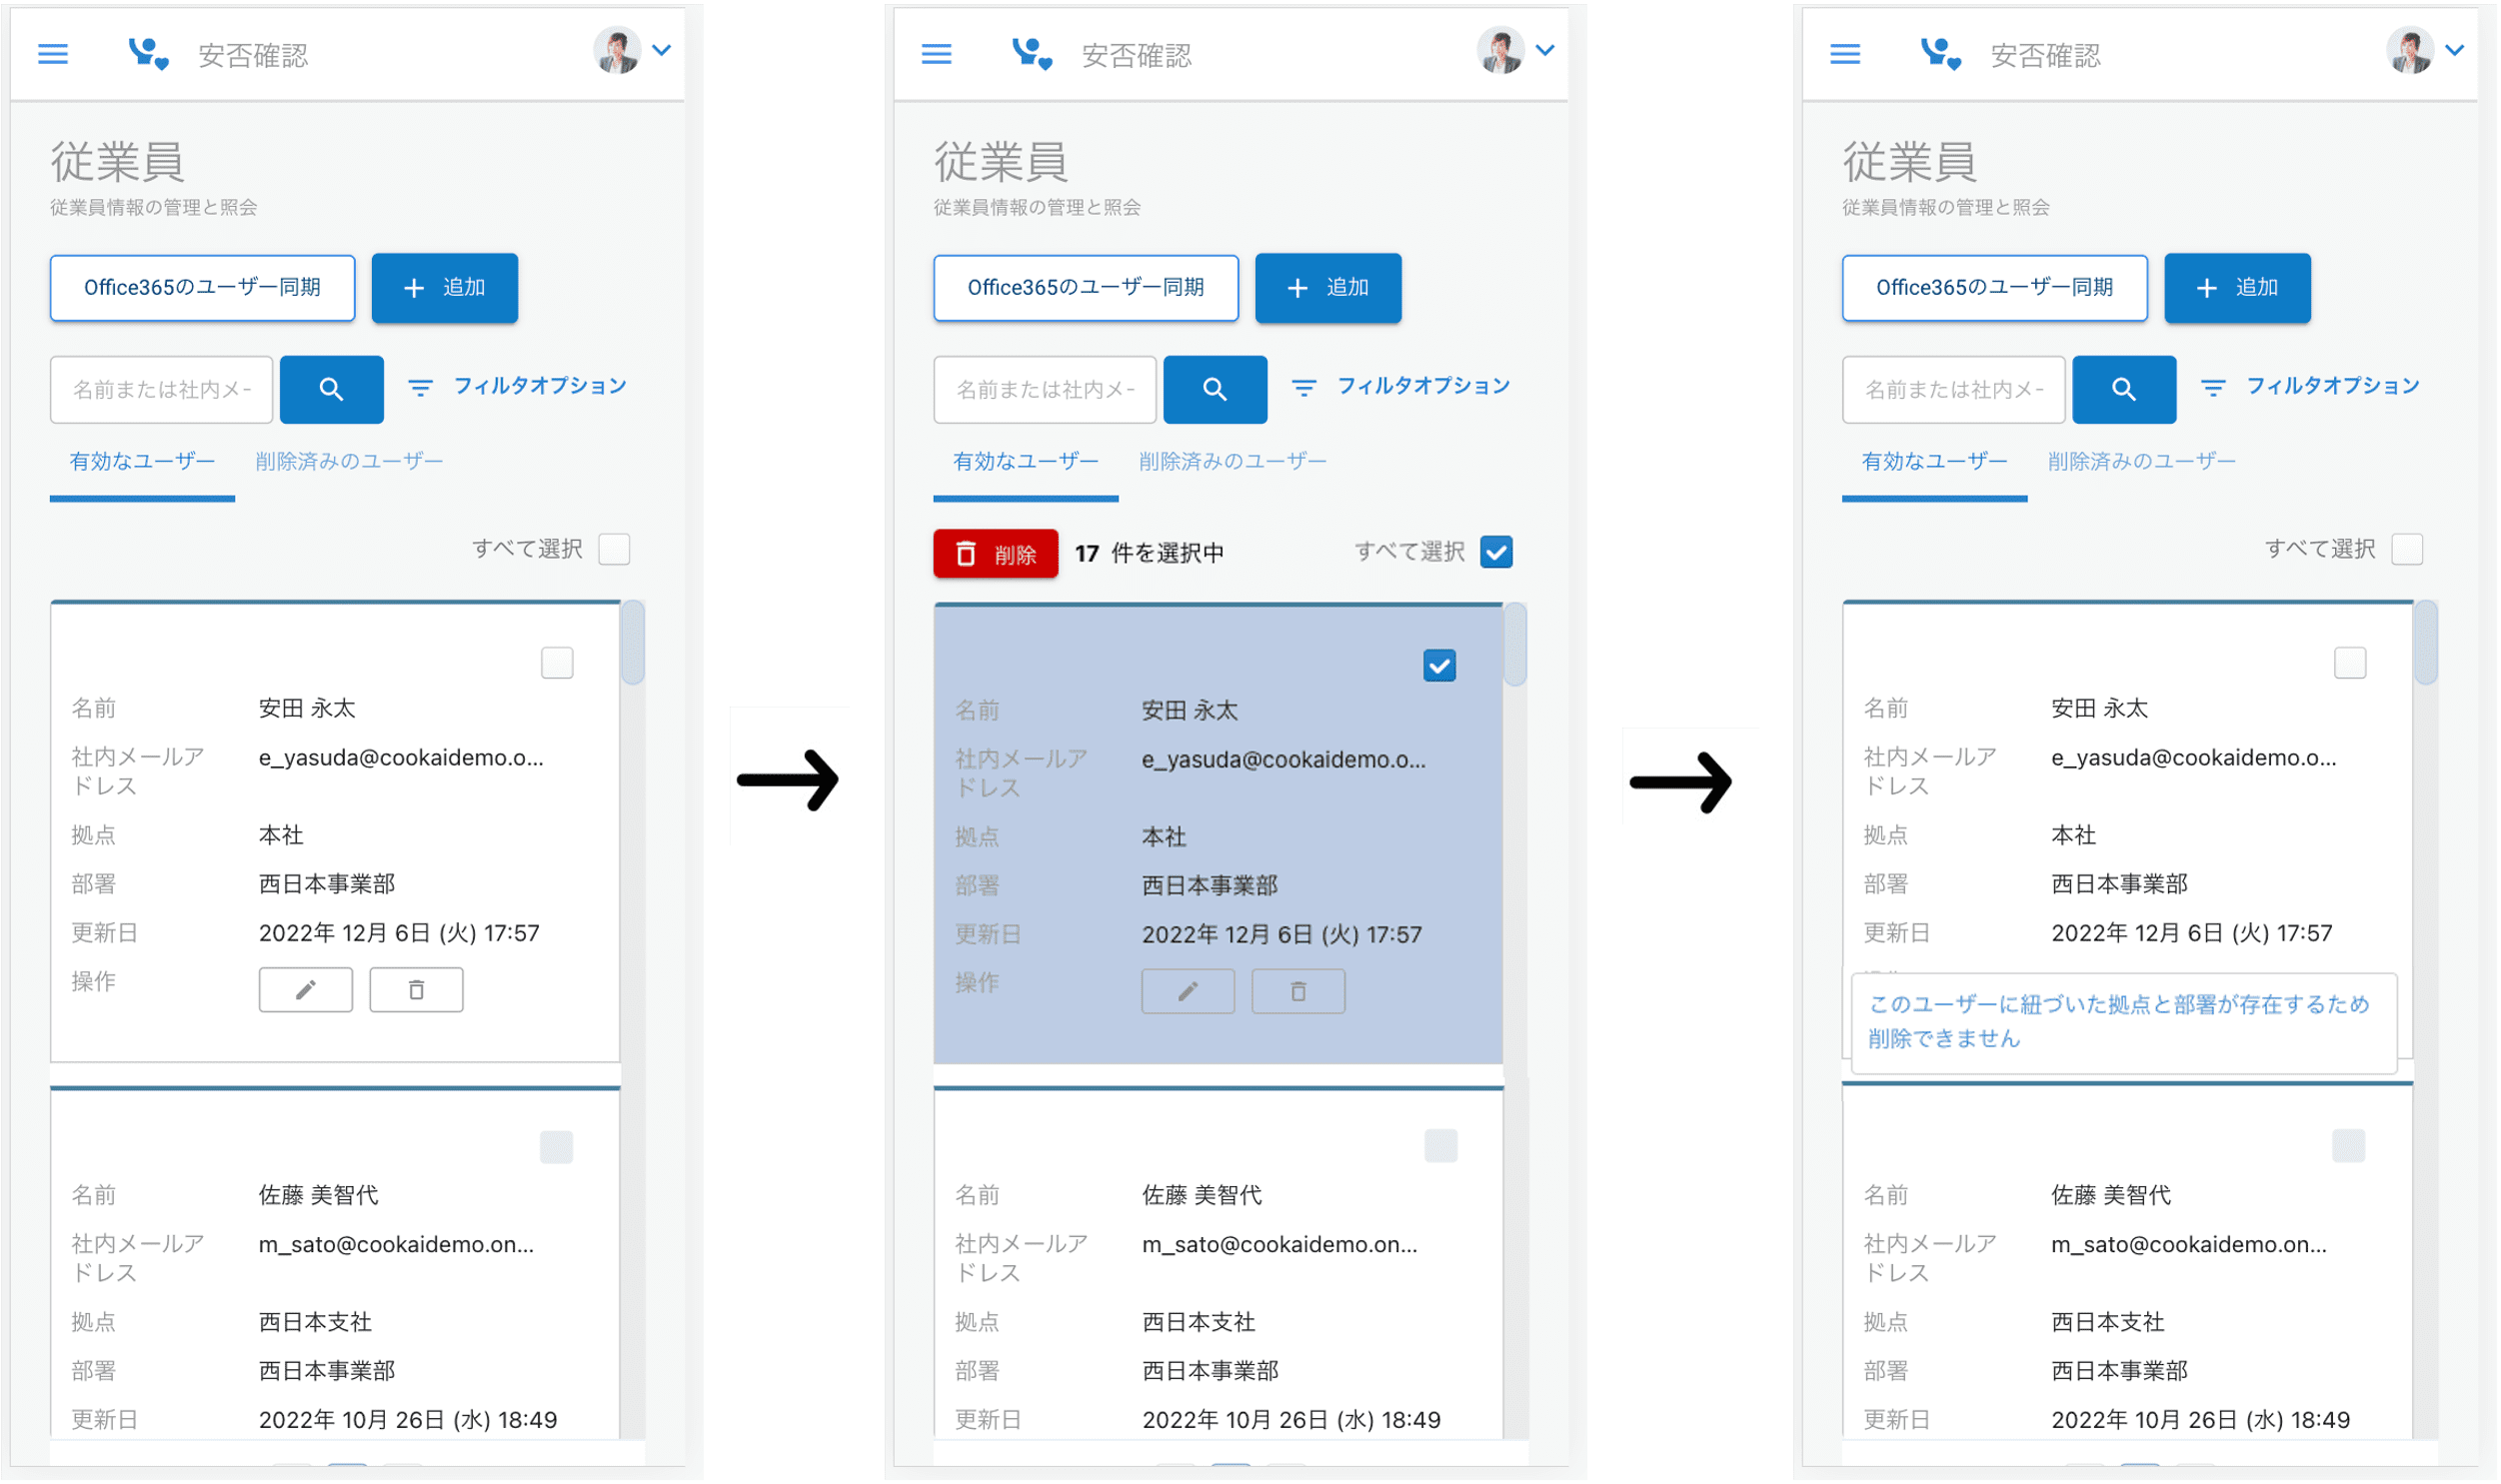 安否確認
従業員
従業員情報の管理と照会
Office365のユーザー同期
+ 追加
名前または社内メー
フィルタオプション
有効なユーザー 削除済みのユーザー
すべて選択
名前 安田 永太
社内メールア e_yasuda@cookaidemo.o...
ドレス
拠点 本社
部署 西日本事業部
更新日 2022年 12月 6日 (火) 17:57
操作
名前 佐藤 美智代
社内メールア m_sato@cookaidemo.on...
ドレス
拠点 西日本支社
部署 西日本事業部
更新日 2022年 10月 26日 (水) 18:49
安否確認
従業員
従業員情報の管理と照会
Office365のユーザー同期
+ 追加
名前または社内メー
フィルタオプション
有効なユーザー 削除済みのユーザー
削除 17 件を選択中 すべて選択
名前 安田 永太
社内メールア e_yasuda@cookaidemo.o...
ドレス
拠点 本社
部署 西日本事業部
更新日 2022年 12月 6日 (火) 17:57
操作
名前 佐藤 美智代
社内メールア m_sato@cookaidemo.on...
ドレス
拠点 西日本支社
部署 西日本事業部
更新日 2022年 10月 26日 (水) 18:49
安否確認
従業員
従業員情報の管理と照会
Office365のユーザー同期
+ 追加
名前または社内メー
フィルタオプション
有効なユーザー 削除済みのユーザー
すべて選択
名前 安田 永太
社内メールア e_yasuda@cookaidemo.o...
ドレス
拠点 本社
部署 西日本事業部
更新日 2022年 12月 6日 (火) 17:57
このユーザーに紐づいた拠点と部署が存在するため
削除できません
名前 佐藤 美智代
社内メールア m_sato@cookaidemo.on...
ドレス
拠点 西日本支社
部署 西日本事業部
更新日 2022年 10月 26日 (水) 18:49